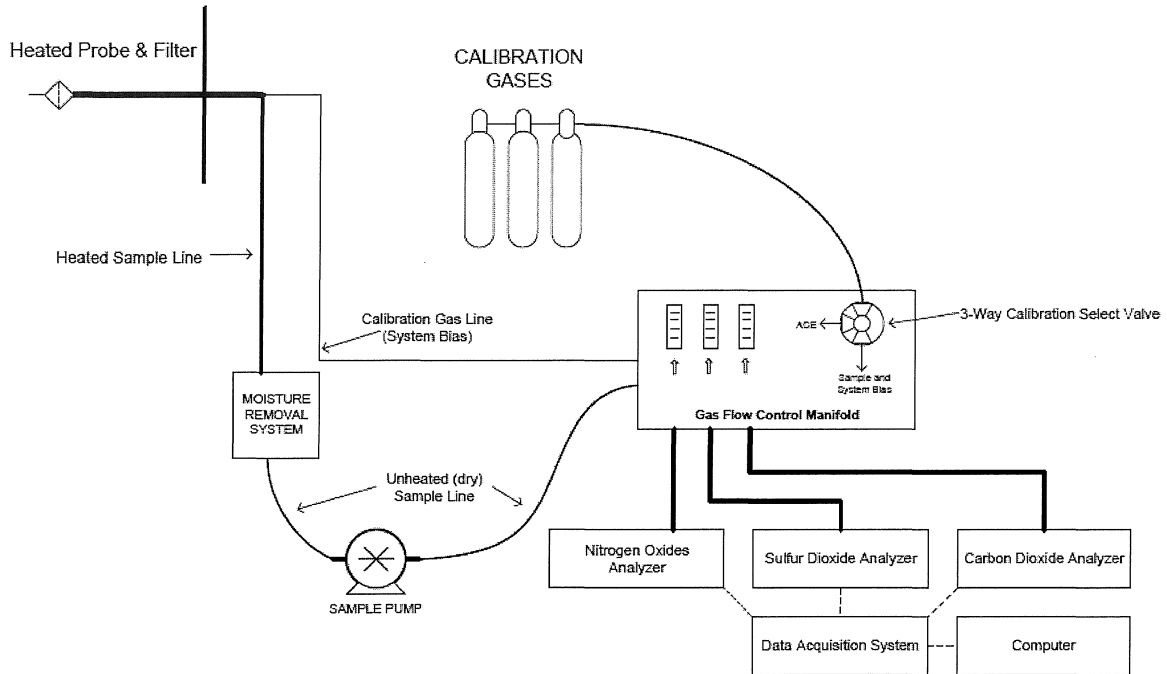 Heated Probe & Filter
CALIBRATION
GASES
Heated Sample Line
Calibration Gas Line
(System Bias)
3-Way Calibration Select Valve
ACE
Sample and
System Bias
Gas Flow Control Manifold
MOISTURE
REMOVAL
SYSTEM
Unheated (dry)
Sample Line
SAMPLE PUMP
Nitrogen Oxides
Analyzer
Sulfur Dioxide Analyzer
Carbon Dioxide Analyzer
Data Acquisition System
Computer